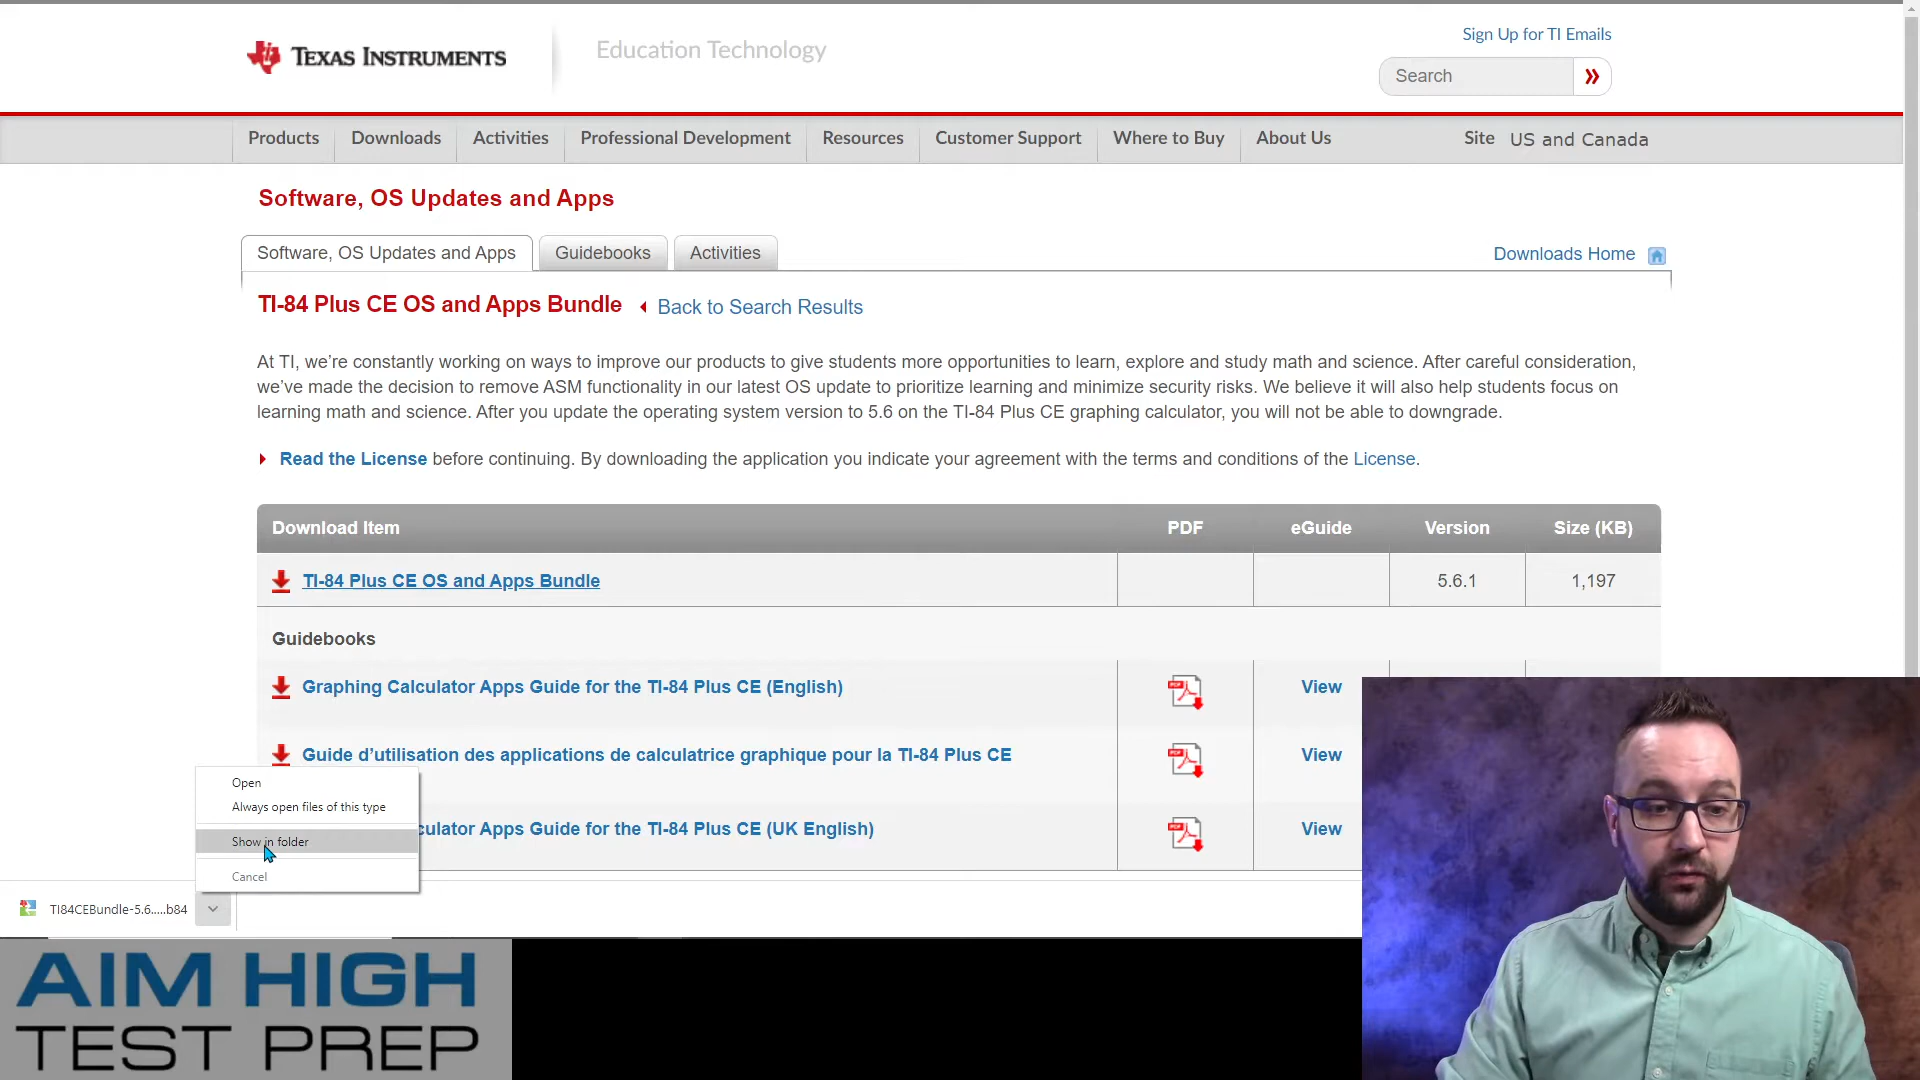 TEXAS INSTRUMENTS
Education Technology
Sign Up for TI Emails
Search
Products Downloads Activities Professional Development Resources Customer Support Where to Buy About Us Site US and Canada
Software, OS Updates and Apps
Software, OS Updates and Apps Guidebooks Activities Downloads Home
TI-84 Plus CE OS and Apps Bundle Back to Search Results
At TI, we're constantly working on ways to improve our products to give students more opportunities to learn, explore and study math and science. After careful consideration,
we've made the decision to remove ASM functionality in our latest OS update to prioritize learning and minimize security risks. We believe it will also help students focus on
learning math and science. After you update the operating system version to 5.6 on the TI-84 Plus CE graphing calculator, you will not be able to downgrade.
Read the License before continuing. By downloading the application you indicate your agreement with the terms and conditions of the License.
Download Item PDF eGuide Version Size (KB)
TI-84 Plus CE OS and Apps Bundle 5.6.1 1,197
Guidebooks
Graphing Calculator Apps Guide for the TI-84 Plus CE (English) PDF View
Guide d'utilisation des applications de calculatrice graphique pour la TI-84 Plus CE PDF View
culator Apps Guide for the TI-84 Plus CE (UK English) PDF View
Open
Always open files of this type
Show in folder
Cancel
TI84CEBundle-5.6.....b84
AIM HIGH
TEST PREP